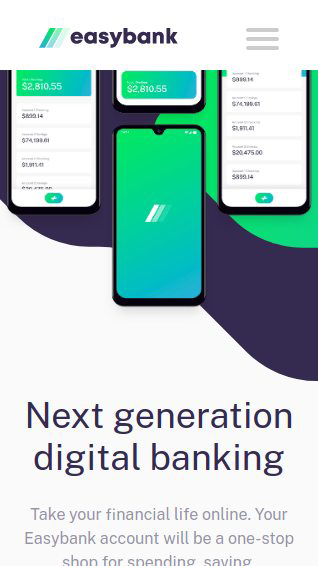 easybank
$2,810.55
$2,810.55
$899.14
$74,199.61
$1,911.41
$899.14
$74,199.61
$1,911.41
$20,475.00
$899.14
Next generation
digital banking
Take your financial life online. Your
Easybank account will be a one-stop
shop for spending, saving,